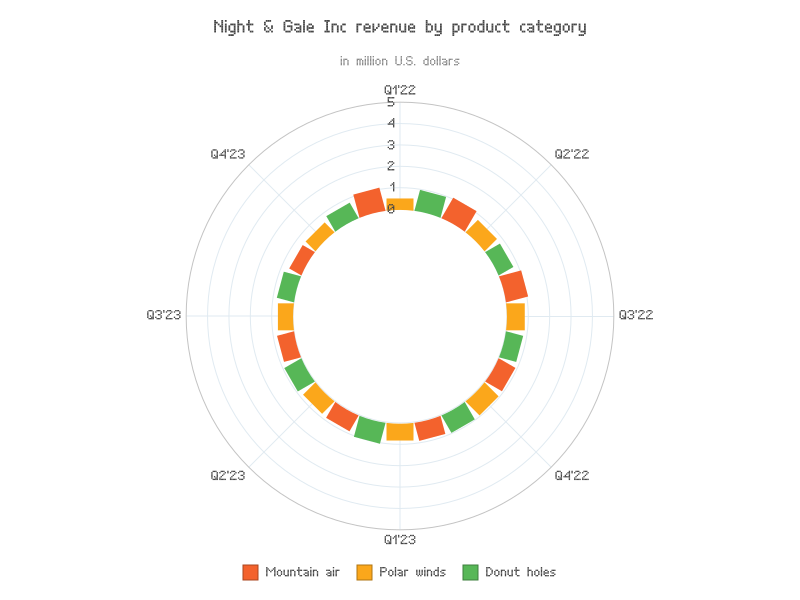 Night & Gale Inc revenue by product category
in million U.S. dollars
Q1'22
5
4
3
2
1
0
Q4'23
Q2'22
Q3'23
Q3'22
Q2'23
Q4'22
Q1'23
Mountain air
Polar winds
Donut holes